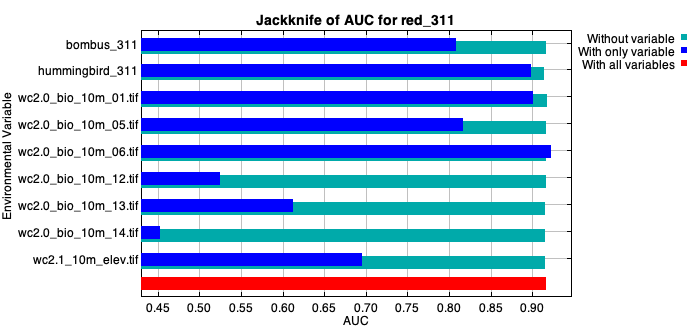 Jackknife of AUC for red_311
Environmental Variable
bombus_311
hummingbird_311
wc2.0_bio_10m_01.tif
wc2.0_bio_10m_05.tif
wc2.0_bio_10m_06.tif
wc2.0_bio_10m_12.tif
wc2.0_bio_10m_13.tif
wc2.0_bio_10m_14.tif
wc2.1_10m_elev.tif
Without variable
With only variable
With all variables
0.45 0.50 0.55 0.60 0.65 0.70 0.75 0.80 0.85 0.90
AUC